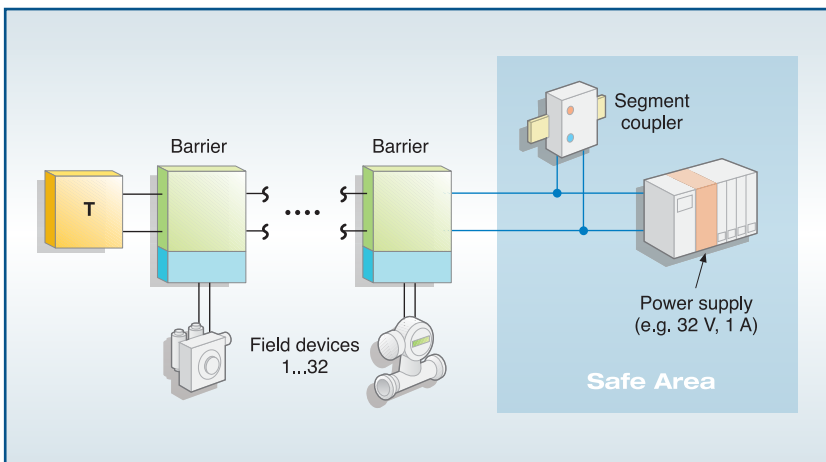 Segment
coupler
Barrier
Barrier
T
....
Field devices
1...32
Power supply
(e.g. 32 V, 1 A)
Safe Area